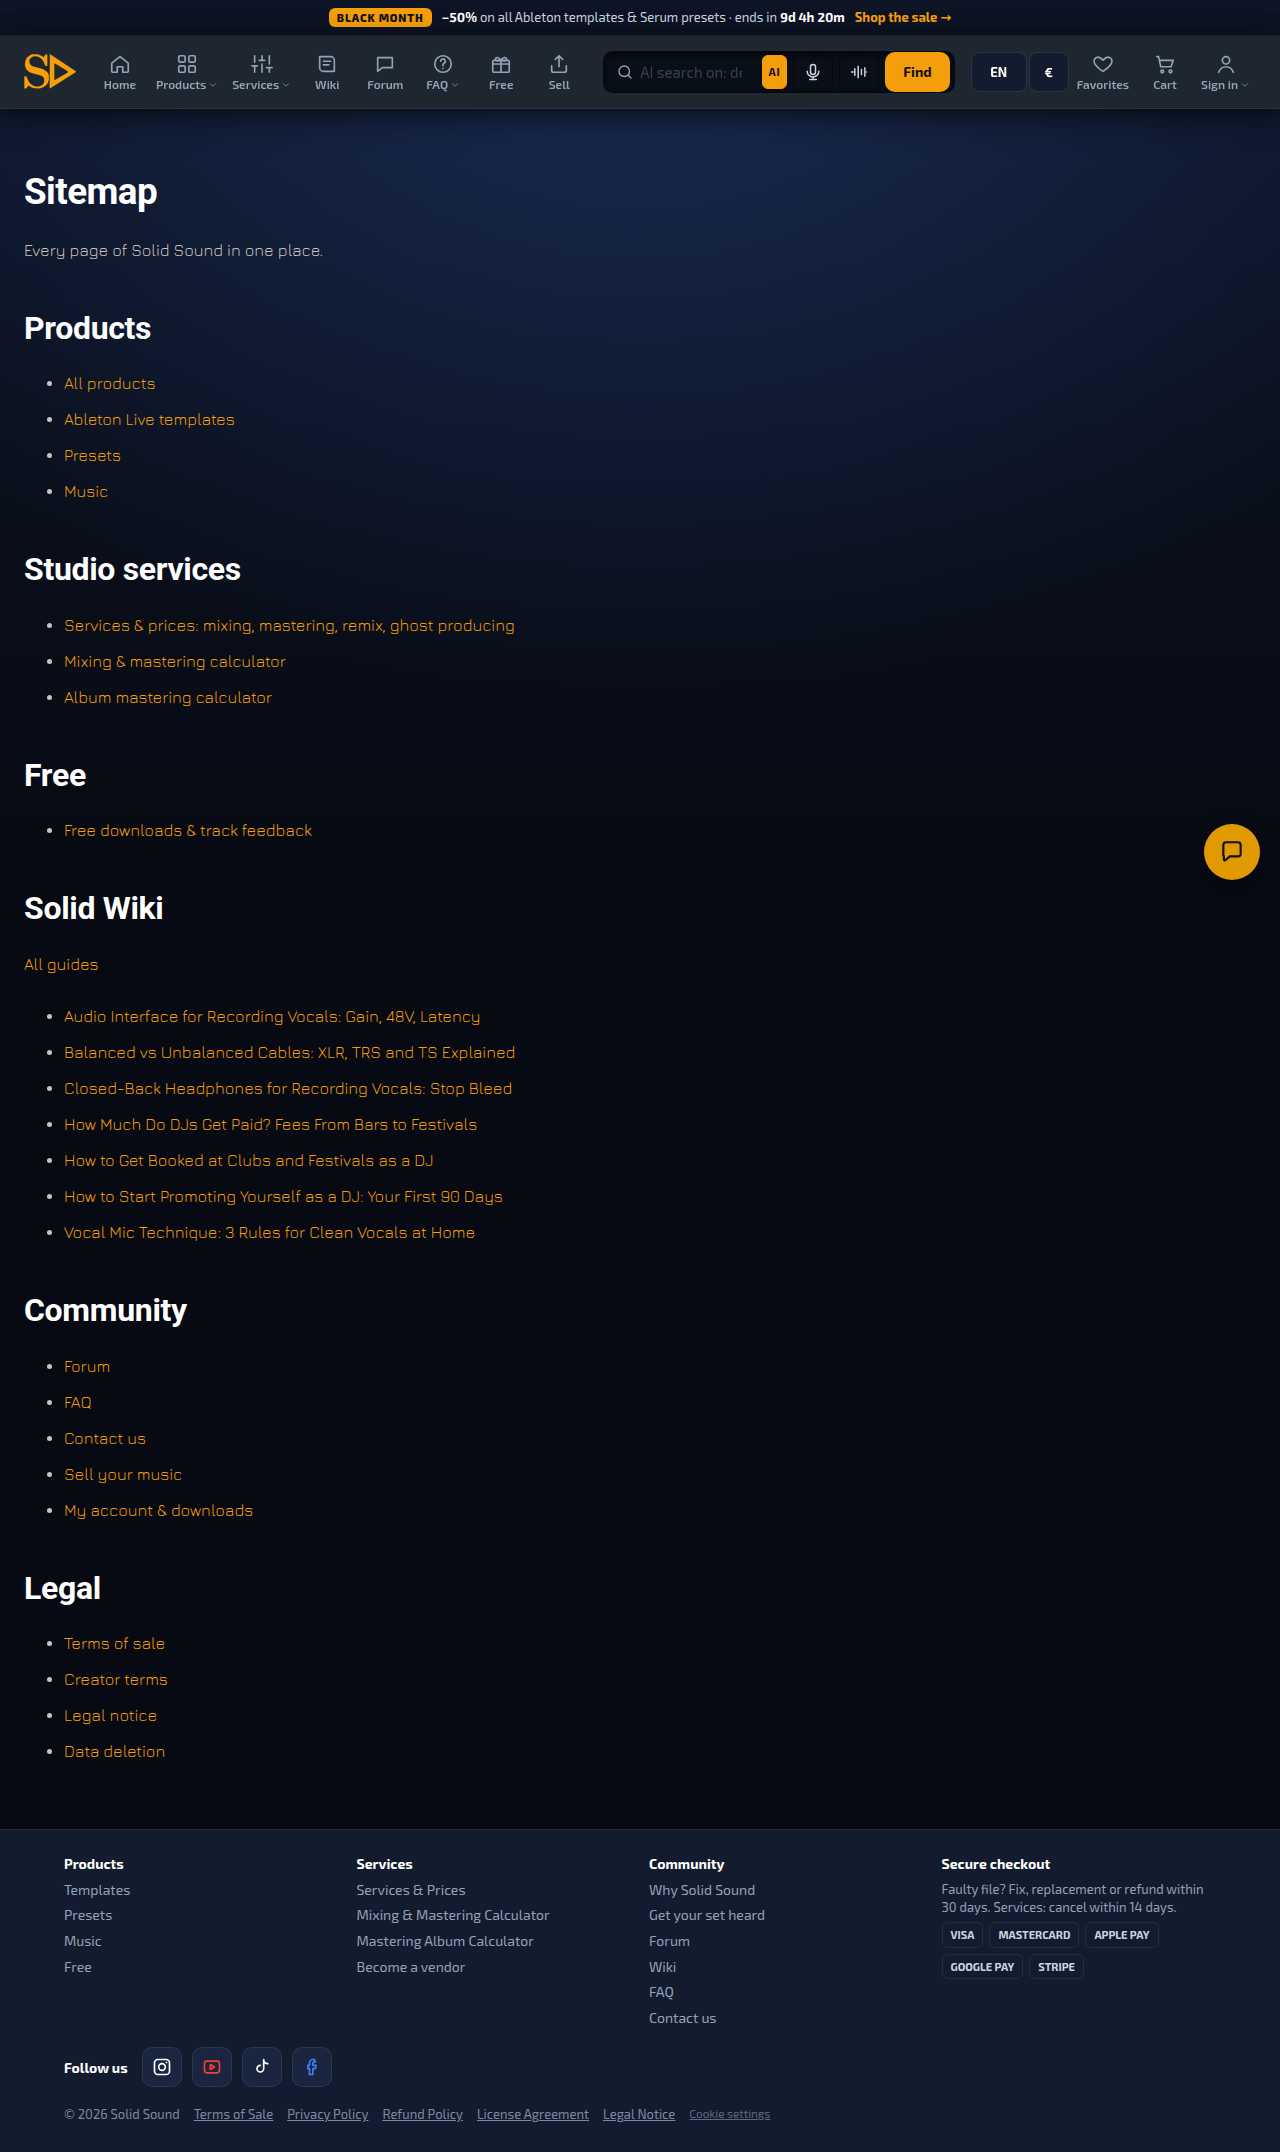 BLACK MONTH −50% on all Ableton templates & Serum presets · ends in 9d 4h 20m Shop the sale →
Home Products Services Wiki Forum FAQ Free Sell AI search on: AI Find EN € Favorites Cart Sign in
Sitemap
Every page of Solid Sound in one place.
Products
All products
Ableton Live templates
Presets
Music
Studio services
Services & prices: mixing, mastering, remix, ghost producing
Mixing & mastering calculator
Album mastering calculator
Free
Free downloads & track feedback
Solid Wiki
All guides
Audio Interface for Recording Vocals: Gain, 48V, Latency
Balanced vs Unbalanced Cables: XLR, TRS and TS Explained
Closed-Back Headphones for Recording Vocals: Stop Bleed
How Much Do DJs Get Paid? Fees From Bars to Festivals
How to Get Booked at Clubs and Festivals as a DJ
How to Start Promoting Yourself as a DJ: Your First 90 Days
Vocal Mic Technique: 3 Rules for Clean Vocals at Home
Community
Forum
FAQ
Contact us
Sell your music
My account & downloads
Legal
Terms of sale
Creator terms
Legal notice
Data deletion
Products
Templates
Presets
Music
Free
Services
Services & Prices
Mixing & Mastering Calculator
Mastering Album Calculator
Become a vendor
Community
Why Solid Sound
Get your set heard
Forum
Wiki
FAQ
Contact us
Secure checkout
Faulty file? Fix, replacement or refund within
30 days. Services: cancel within 14 days.
VISA MASTERCARD APPLE PAY
GOOGLE PAY STRIPE
Follow us
© 2026 Solid Sound Terms of Sale Privacy Policy Refund Policy License Agreement Legal Notice Cookie settings